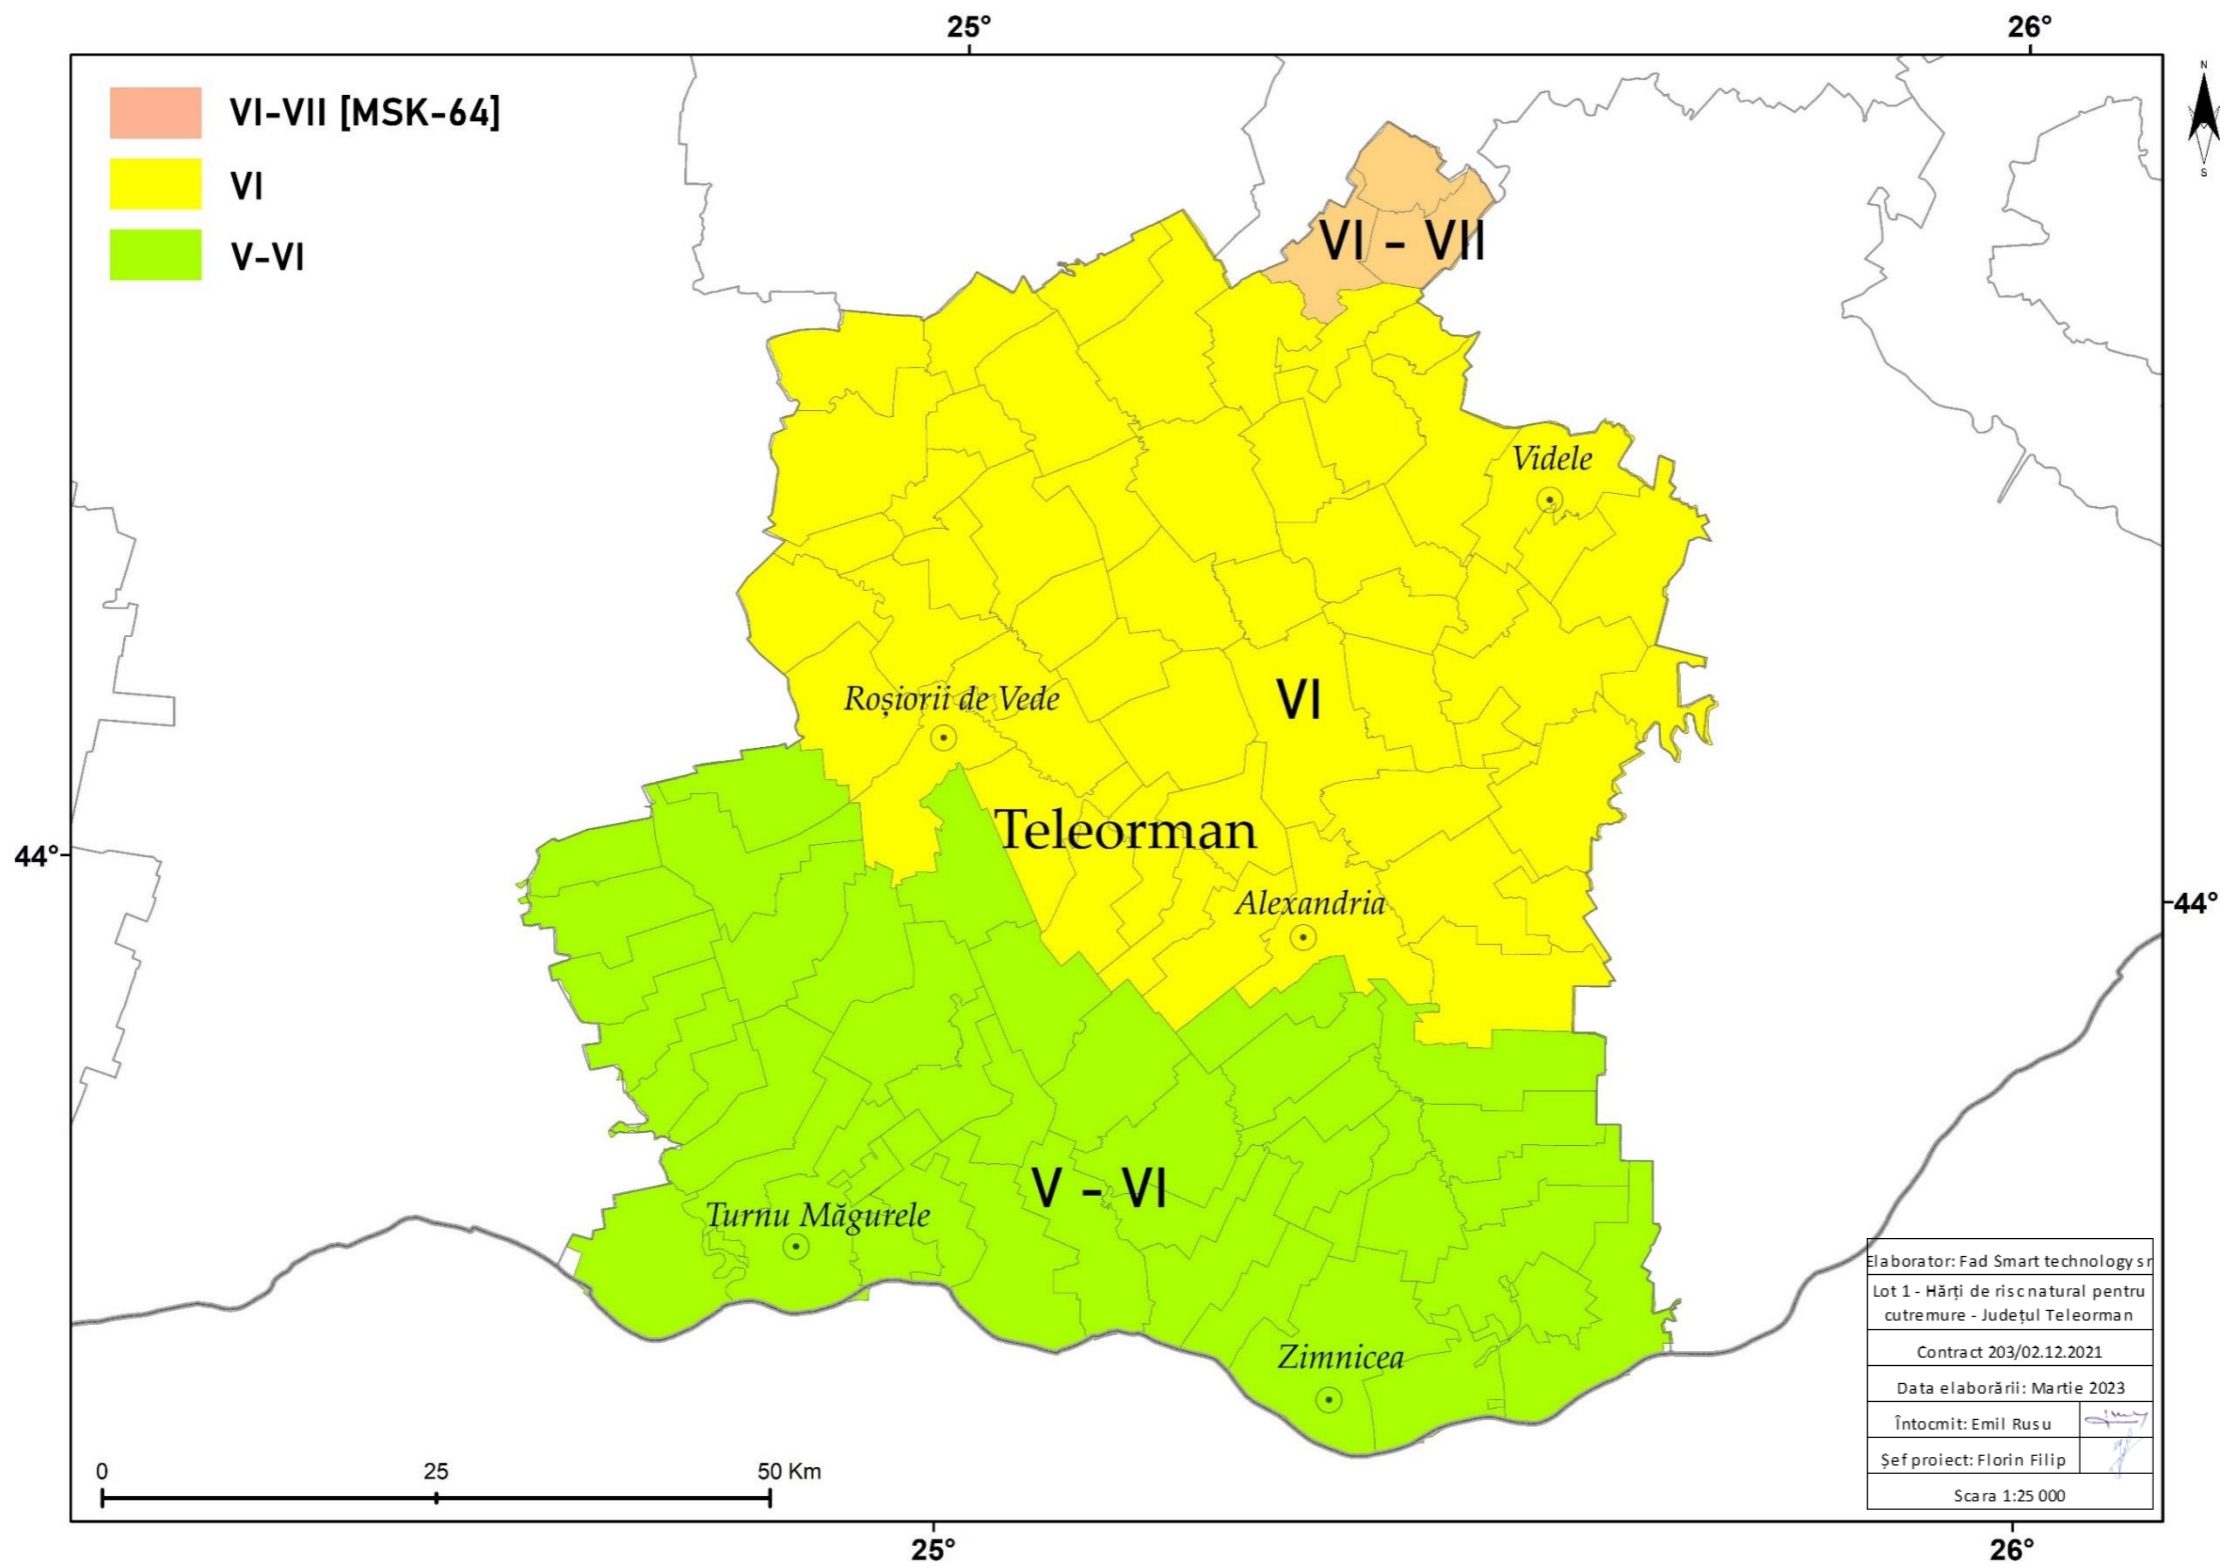 25°
26°
N
S
VI-VII [MSK-64]
VI
V-VI
VI - VII
Videle
VI
Roșiorii de Vede
Teleorman
44°
Alexandria
44°
V - VI
Turnu Măgurele
Zimnicea
Elaborator: Fad Smart technology sr
Lot 1 - Hărți de risc natural pentru
cutremure - Județul Teleorman
Contract 203/02.12.2021
Data elaborării: Martie 2023
Întocmit: Emil Rusu
Șef proiect: Florin Filip
Scara 1:25 000
0 25 50 Km
25°
26°